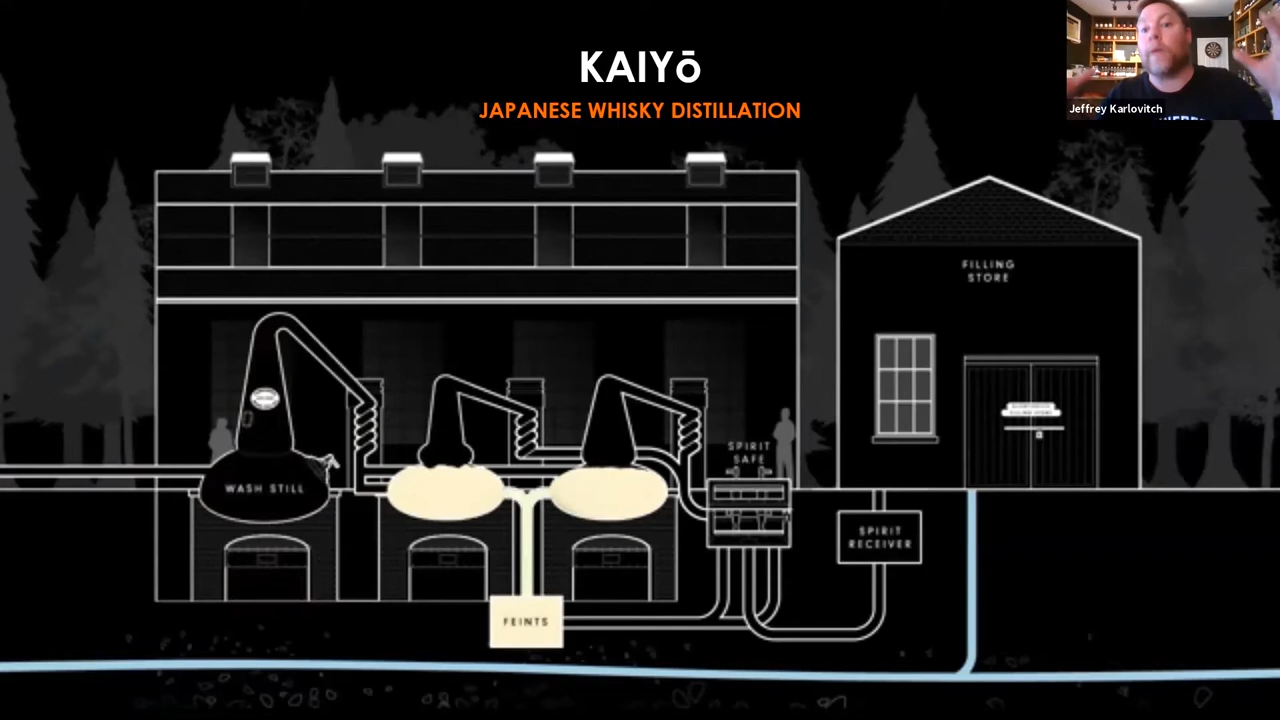 KAIYō
JAPANESE WHISKY DISTILLATION
Jeffrey Karlovitch
FILLING
STORE
SPIRIT
SAFE
WASH STILL
SPIRIT
RECEIVER
FEINTS